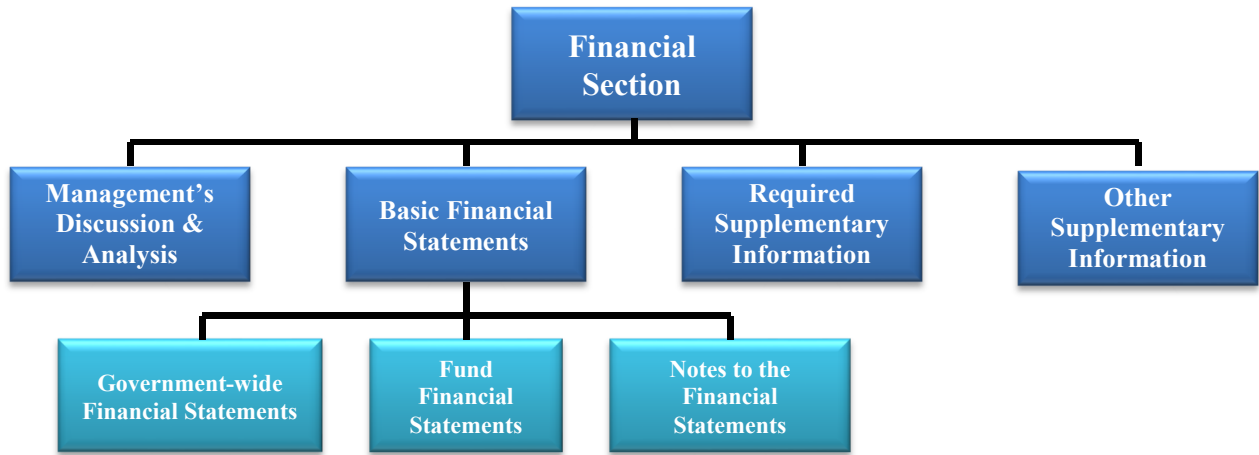 Financial
Section
Management’s
Discussion &
Analysis
Basic Financial
Statements
Required
Supplementary
Information
Other
Supplementary
Information
Government-wide
Financial Statements
Fund
Financial
Statements
Notes to the
Financial
Statements